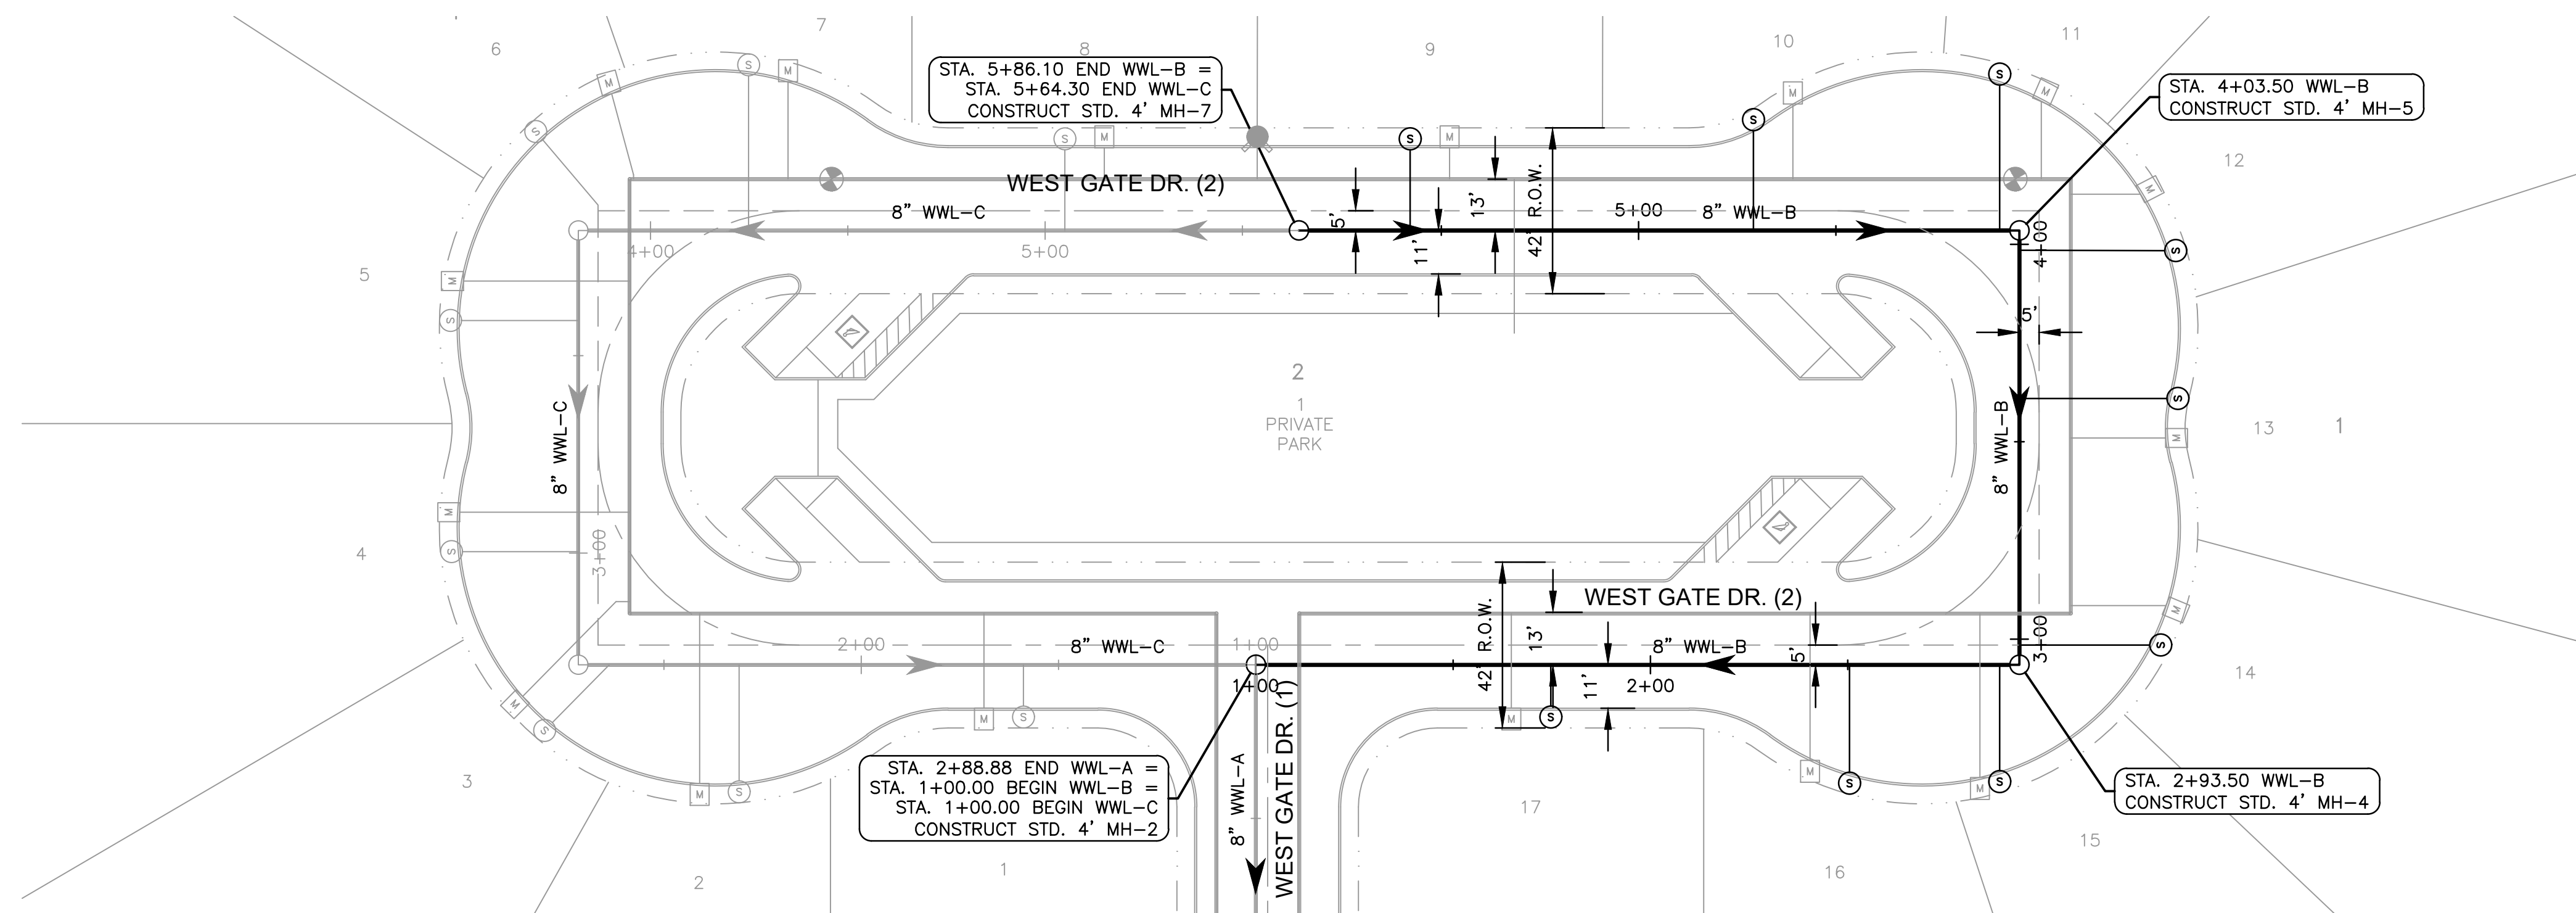 6
7
8
9
10
11
STA. 5+86.10 END WWL-B =
STA. 5+64.30 END WWL-C
CONSTRUCT STD. 4' MH-7
STA. 4+03.50 WWL-B
CONSTRUCT STD. 4' MH-5
S
M
M
S
M
S
M
S
M
S
M
S
S
M
12
M
WEST GATE DR. (2)
8" WWL-C
5'
11'
13'
42' R.O.W.
5+00
8" WWL-B
4+00
5+00
4+00
S
5
M
S
5'
S
M
13
1
2
1
PRIVATE
PARK
8" WWL-C
8" WWL-B
M
S
4
3+00
WEST GATE DR. (2)
42' R.O.W.
13'
M
3+00
S
14
2+00
8" WWL-C
1+00
1+00
8" WWL-B
2+00
5'
11'
M
S
M
S
M
S
3
M
S
M
S
M
S
STA. 2+88.88 END WWL-A =
STA. 1+00.00 BEGIN WWL-B =
STA. 1+00.00 BEGIN WWL-C
CONSTRUCT STD. 4' MH-2
STA. 2+93.50 WWL-B
CONSTRUCT STD. 4' MH-4
8" WWL-A
WEST GATE DR. (1)
2
1
17
16
15